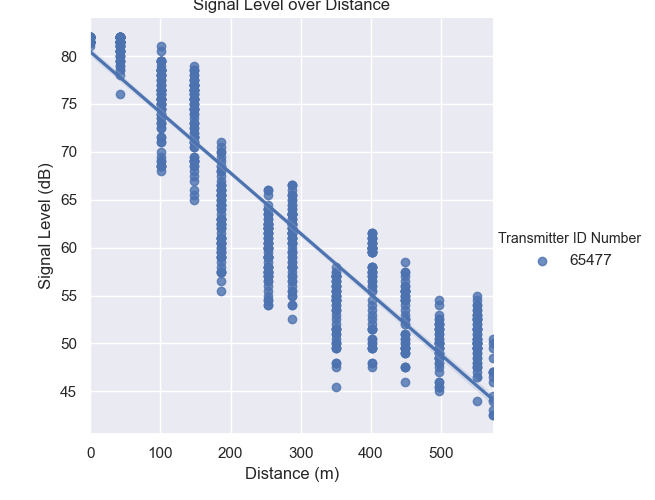 Signal Level over Distance
80
75
70
65
60
55
50
45
Signal Level (dB)
0 100 200 300 400 500
Distance (m)
Transmitter ID Number
65477